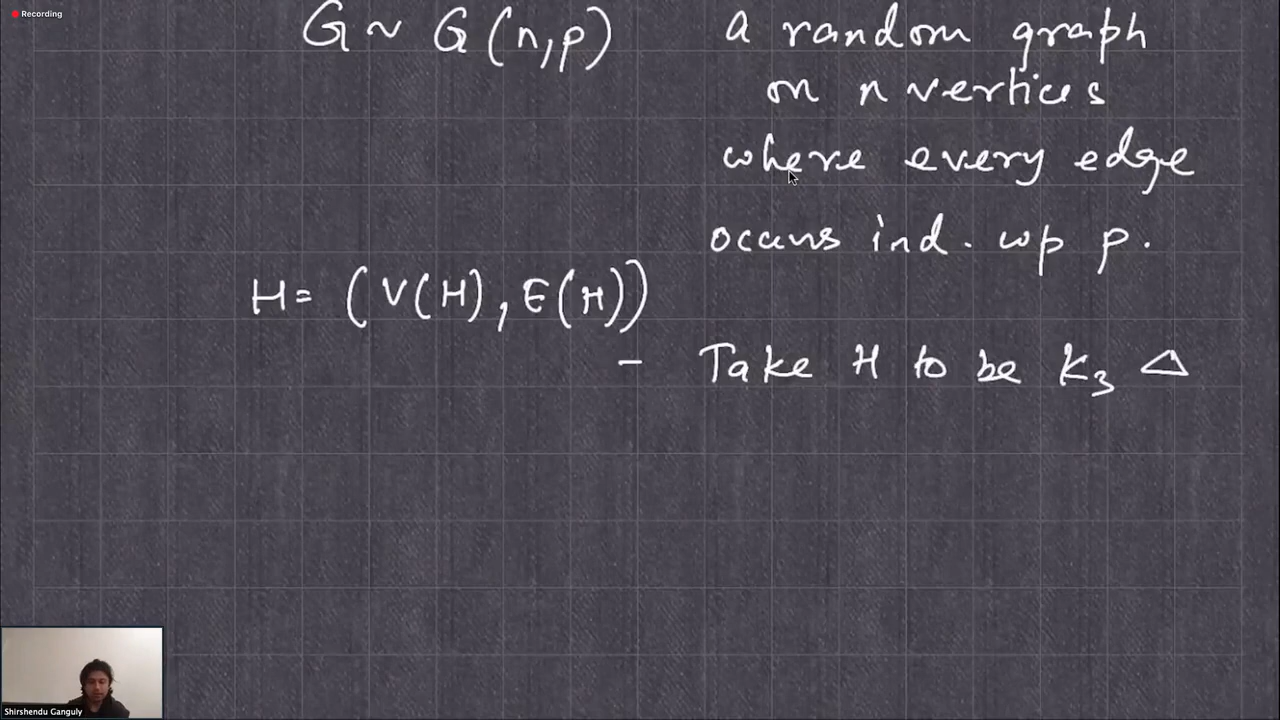 Recording
G ~ G(n,p) a random graph
on n vertices
where every edge
occurs ind. wp p.
H = (V(H), E(H))
- Take H to be K₃ △
Shirshendu Ganguly